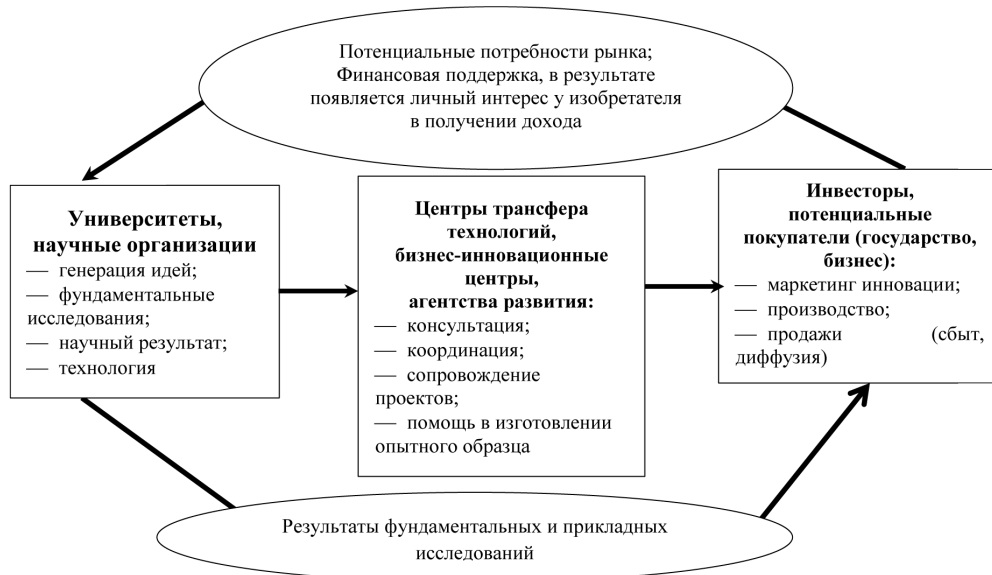 Потенциальные потребности рынка;
Финансовая поддержка, в результате
появляется личный интерес у изобретателя
в получении дохода
Университеты,
научные организации
— генерация идей;
— фундаментальные
исследования;
— научный результат;
— технология
Центры трансфера
технологий,
бизнес-инновационные
центры,
агентства развития:
— консультация;
— координация;
— сопровождение
проектов;
— помощь в изготовлении
опытного образца
Инвесторы,
потенциальные
покупатели (государство,
бизнес):
— маркетинг инновации;
— производство;
— продажи (сбыт,
диффузия)
Результаты фундаментальных и прикладных
исследований